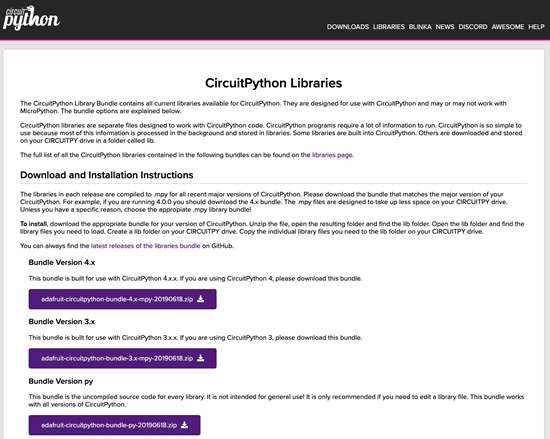 circuit
python
DOWNLOADS LIBRARIES BLINKA NEWS DISCORD AWESOME HELP
CircuitPython Libraries
The CircuitPython Library Bundle contains all current libraries available for CircuitPython. They are designed for use with CircuitPython and may or may not work with
MicroPython. The bundle options are explained below.
CircuitPython libraries are separate files designed to work with CircuitPython code. CircuitPython programs require a lot of information to run. CircuitPython is so simple to
use because most of this information is processed in the background and stored in libraries. Some libraries are built into CircuitPython. Others are downloaded and stored
on your CIRCUITPY drive in a folder called lib.
The full list of all the CircuitPython libraries contained in the following bundles can be found on the libraries page.
Download and Installation Instructions
The libraries in each release are compiled to .mpy for all recent major versions of CircuitPython. Please download the bundle that matches the major version of your
CircuitPython. For example, if you are running 4.0.0 you should download the 4.x bundle. The .mpy files are designed to take up less space on your CIRCUITPY drive.
Unless you have a specific reason, choose the appropiate .mpy library bundle!
To install, download the appropriate bundle for your version of CircuitPython. Unzip the file, open the resulting folder and find the lib folder. Open the lib folder and find the
library files you need to load. Create a lib folder on your CIRCUITPY drive. Copy the individual library files you need to the lib folder on your CIRCUITPY drive.
You can always find the latest releases of the libraries bundle on GitHub.
Bundle Version 4.x
This bundle is built for use with CircuitPython 4.x.x. If you are using CircuitPython 4, please download this bundle.
adafruit-circuitpython-bundle-4.x-mpy-20190618.zip
Bundle Version 3.x
This bundle is built for use with CircuitPython 3.x.x. If you are using CircuitPython 3, please download this bundle.
adafruit-circuitpython-bundle-3.x-mpy-20190618.zip
Bundle Version py
This bundle is the uncompiled source code for every library. It is not intended for general use! It is only recommended if you need to edit a library file. This bundle works
with all versions of CircuitPython.
adafruit-circuitpython-bundle-py-20190618.zip